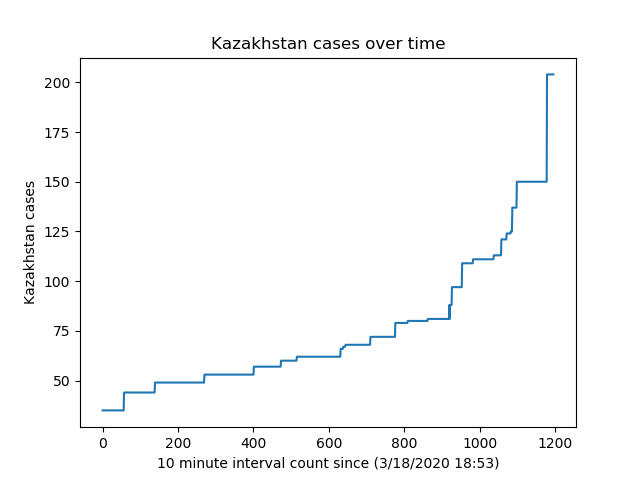 Kazakhstan cases over time
Kazakhstan cases
200
175
150
125
100
75
50
0 200 400 600 800 1000 1200
10 minute interval count since (3/18/2020 18:53)